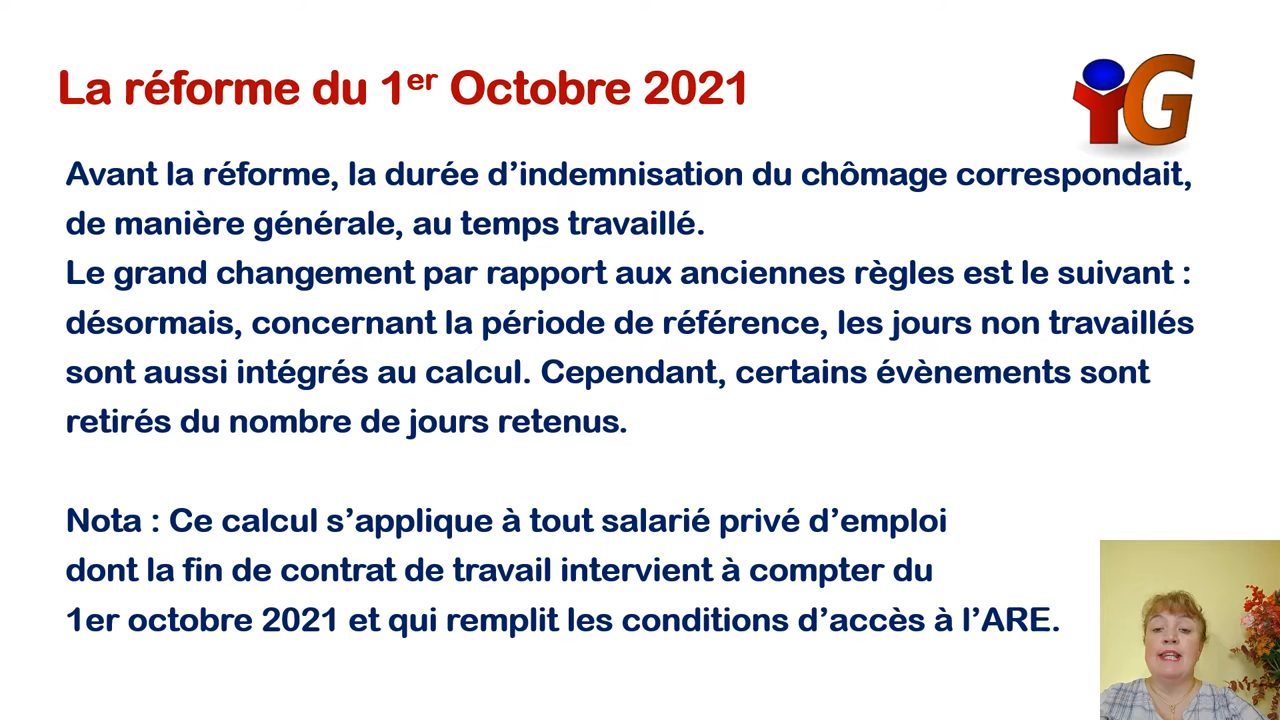 La réforme du 1er Octobre 2021
YG
Avant la réforme, la durée d’indemnisation du chômage correspondait,
de manière générale, au temps travaillé.
Le grand changement par rapport aux anciennes règles est le suivant :
désormais, concernant la période de référence, les jours non travaillés
sont aussi intégrés au calcul. Cependant, certains évènements sont
retirés du nombre de jours retenus.
Nota : Ce calcul s’applique à tout salarié privé d’emploi
dont la fin de contrat de travail intervient à compter du
1er octobre 2021 et qui remplit les conditions d’accès à l’ARE.